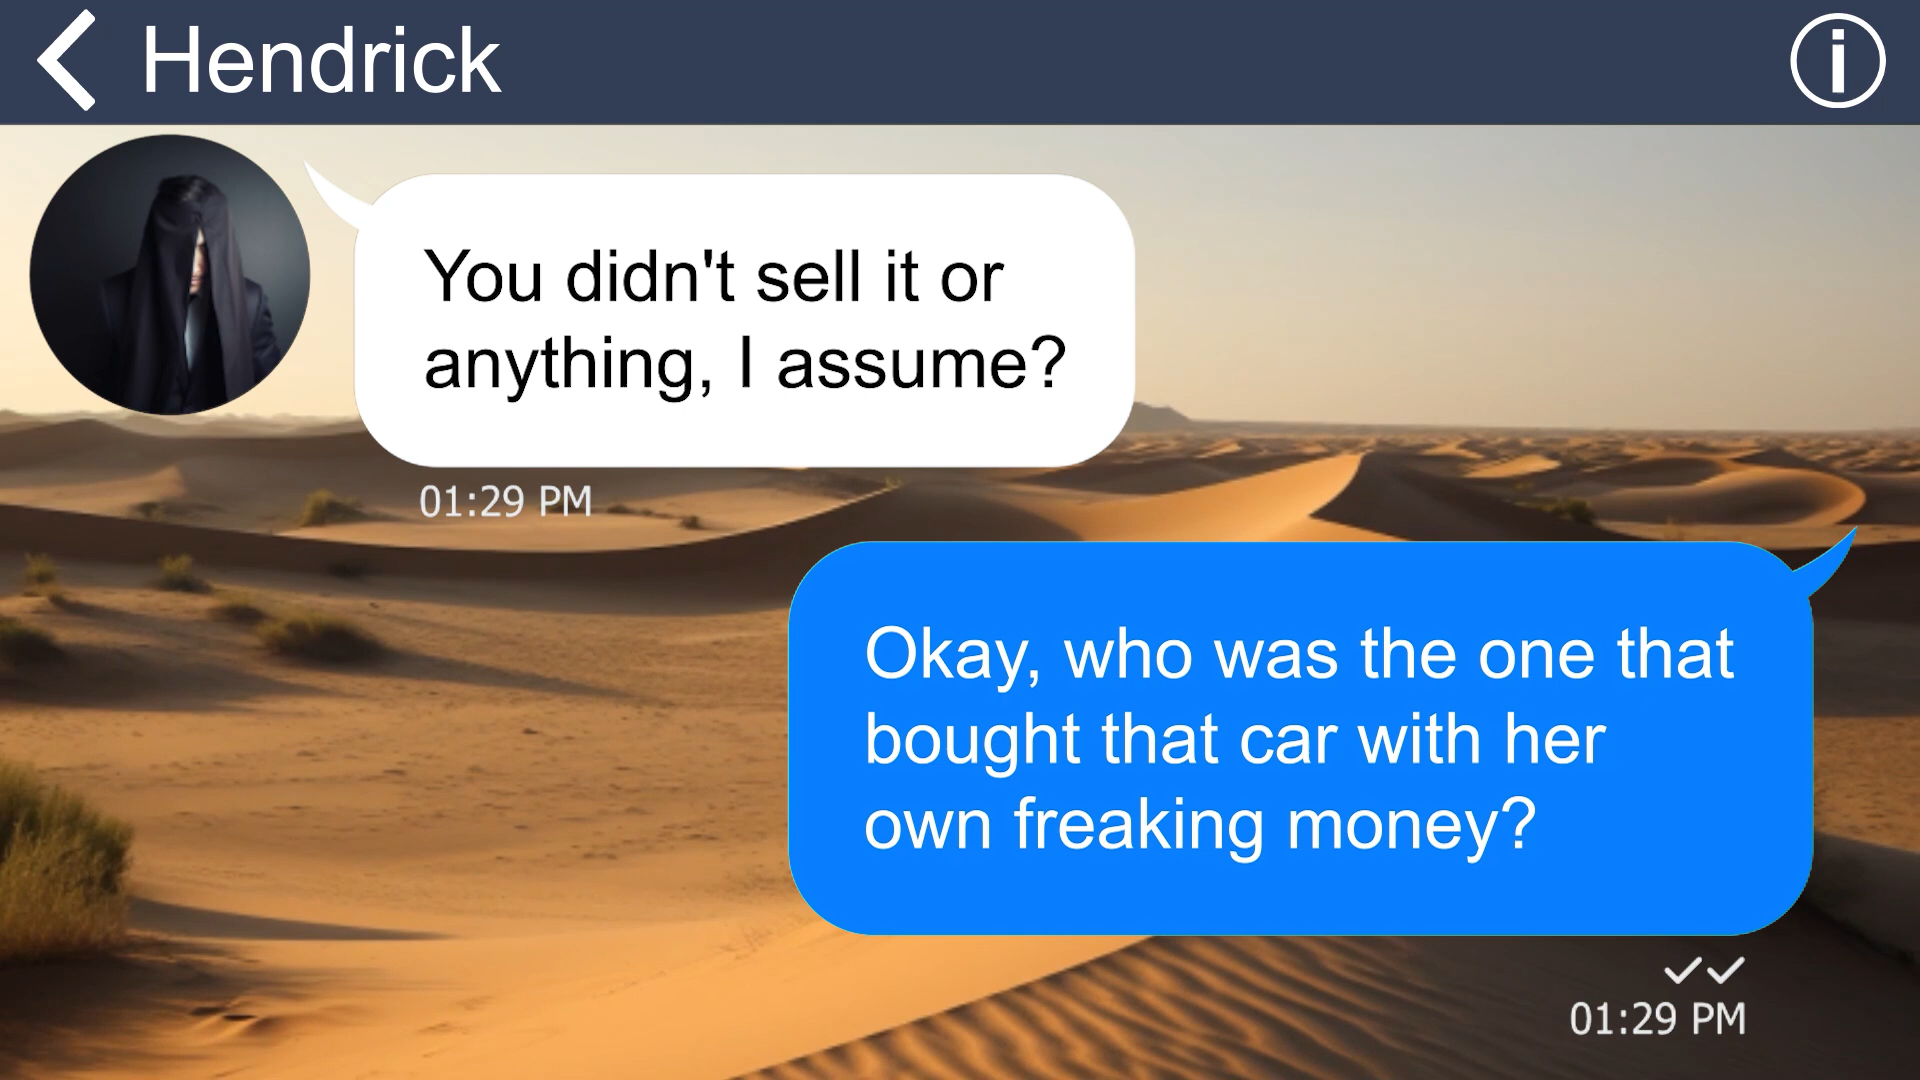 Hendrick
You didn't sell it or
anything, I assume?
01:29 PM
Okay, who was the one that
bought that car with her
own freaking money?
01:29 PM